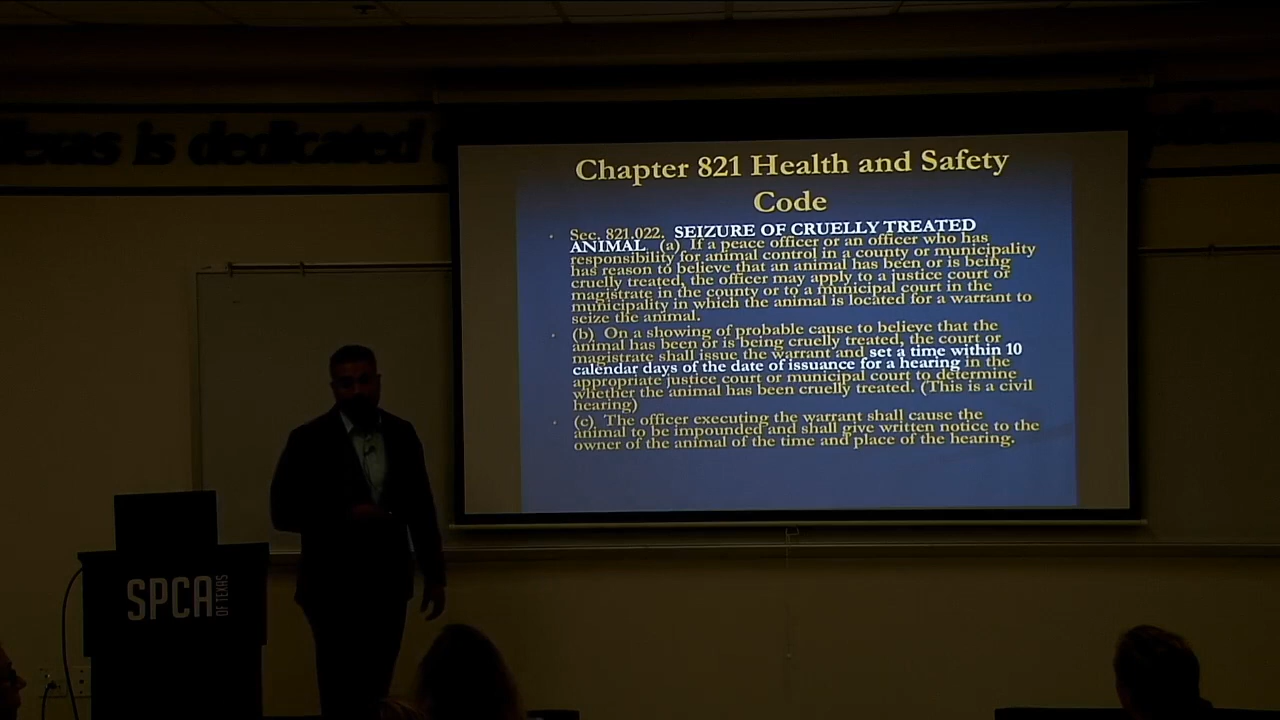 Texas is dedicated
Chapter 821 Health and Safety
Code
Sec. 821.022. SEIZURE OF CRUELLY TREATED
ANIMAL (a) If a peace officer or an officer who has
responsibility for animal control in a county or municipality
has reason to believe that an animal has been or is being
cruelly treated, the officer may apply to a justice court or
magistrate in the county or to a municipal court in the
municipality in which the animal is located for a warrant to
seize the animal.
(b) On a showing of probable cause to believe that the
animal has been or is being cruelly treated, the court or
magistrate shall issue the warrant and set a time within 10
calendar days of the date of issuance for a hearing in the
appropriate justice court or municipal court to determine
whether the animal has been cruelly treated. (This is a civil
hearing)
(c) The officer executing the warrant shall cause the
animal to be impounded and shall give written notice to the
owner of the animal of the time and place of the hearing.
SPCA
OF TEXAS